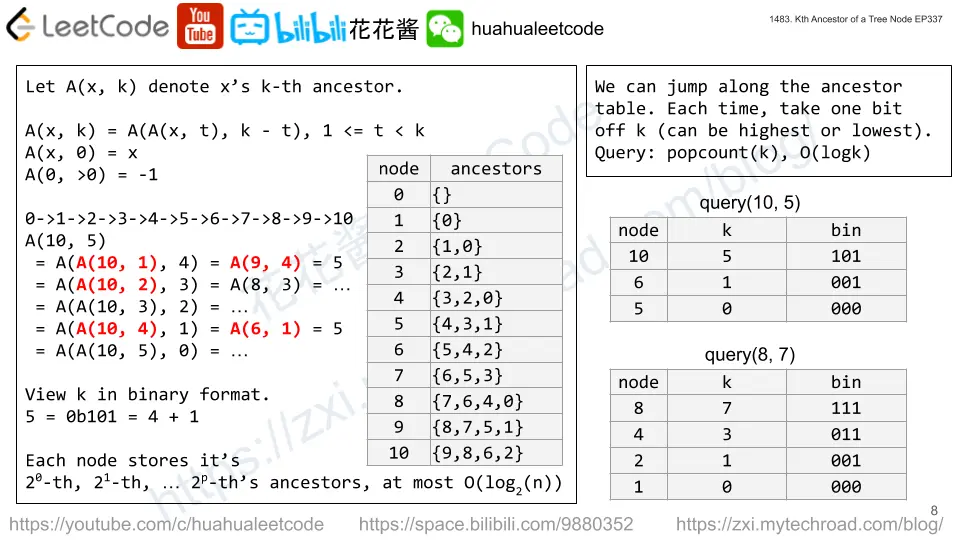 LeetCode You Tube bilibili 花花酱 huahualeetcode
1483. Kth Ancestor of a Tree Node EP337
Let A(x, k) denote x’s k-th ancestor.
A(x, k) = A(A(x, t), k - t), 1 <= t < k
A(x, 0) = x
A(0, >0) = -1
0->1->2->3->4->5->6->7->8->9->10
A(10, 5)
= A(A(10, 1), 4) = A(9, 4) = 5
= A(A(10, 2), 3) = A(8, 3) = …
= A(A(10, 3), 2) = …
= A(A(10, 4), 1) = A(6, 1) = 5
= A(A(10, 5), 0) = …
View k in binary format.
5 = 0b101 = 4 + 1
Each node stores it’s
2^0-th, 2^1-th, … 2^p-th’s ancestors, at most O(log_2(n))
node ancestors
0 {}
1 {0}
2 {1,0}
3 {2,1}
4 {3,2,0}
5 {4,3,1}
6 {5,4,2}
7 {6,5,3}
8 {7,6,4,0}
9 {8,7,5,1}
10 {9,8,6,2}
We can jump along the ancestor
table. Each time, take one bit
off k (can be highest or lowest).
Query: popcount(k), O(logk)
query(10, 5)
node k bin
10 5 101
6 1 001
5 0 000
query(8, 7)
node k bin
8 7 111
4 3 011
2 1 001
1 0 000
8
https://youtube.com/c/huahualeetcode https://space.bilibili.com/9880352 https://zxi.mytechroad.com/blog/